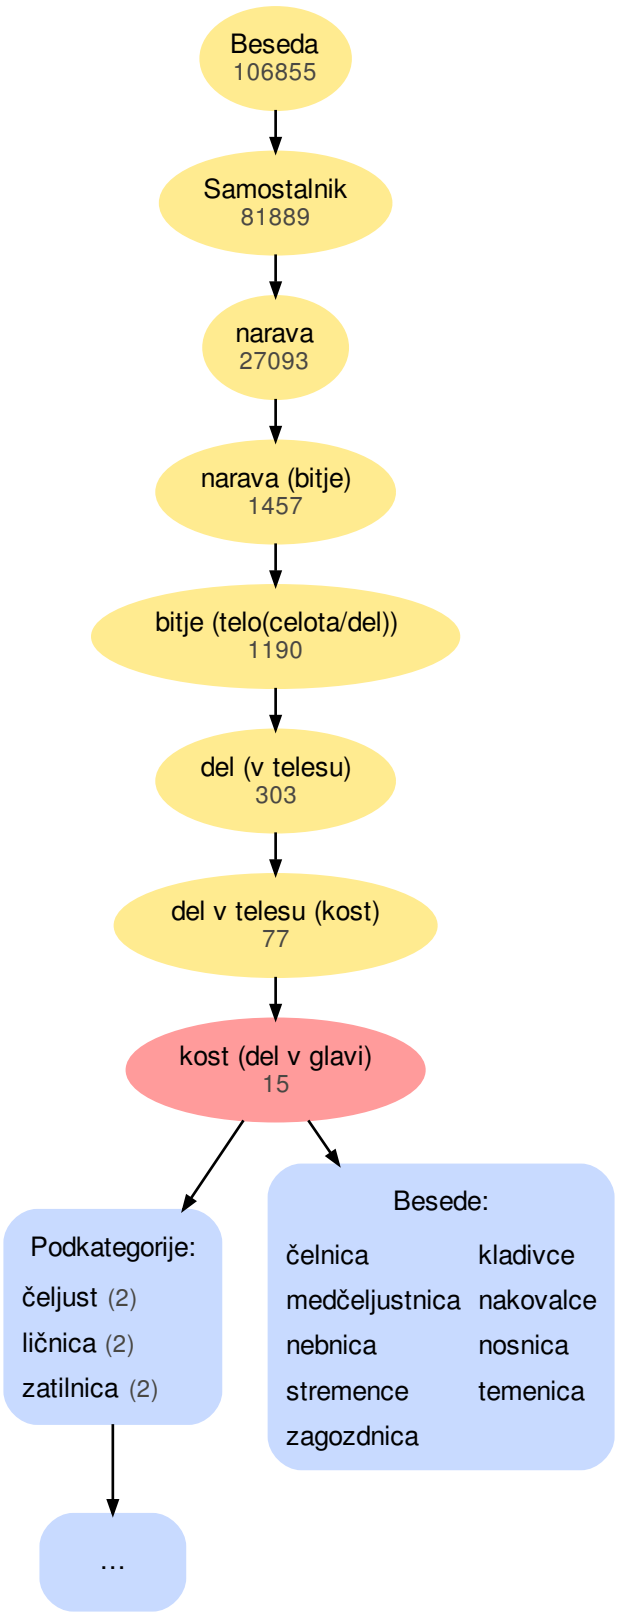 Beseda
106855
Samostalnik
81889
narava
27093
narava (bitje)
1457
bitje (telo(celota/del))
1190
del (v telesu)
303
del v telesu (kost)
77
kost (del v glavi)
15
Podkategorije:
čeljust (2)
ličnica (2)
zatilnica (2)
...
Besede:
čelnica kladivce
medčeljustnica nakovalce
nebnica nosnica
stremence temenica
zagozdnica